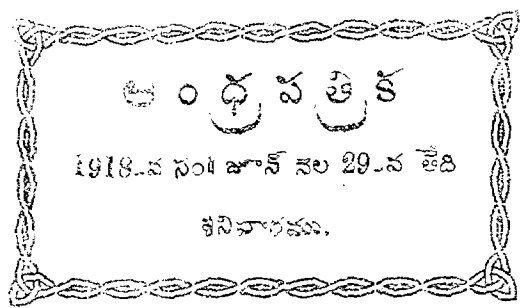 ఆంధ్రపత్రిక
1918-వ సం॥ జూన్ నెల 29-వ తేది
శనివారము.